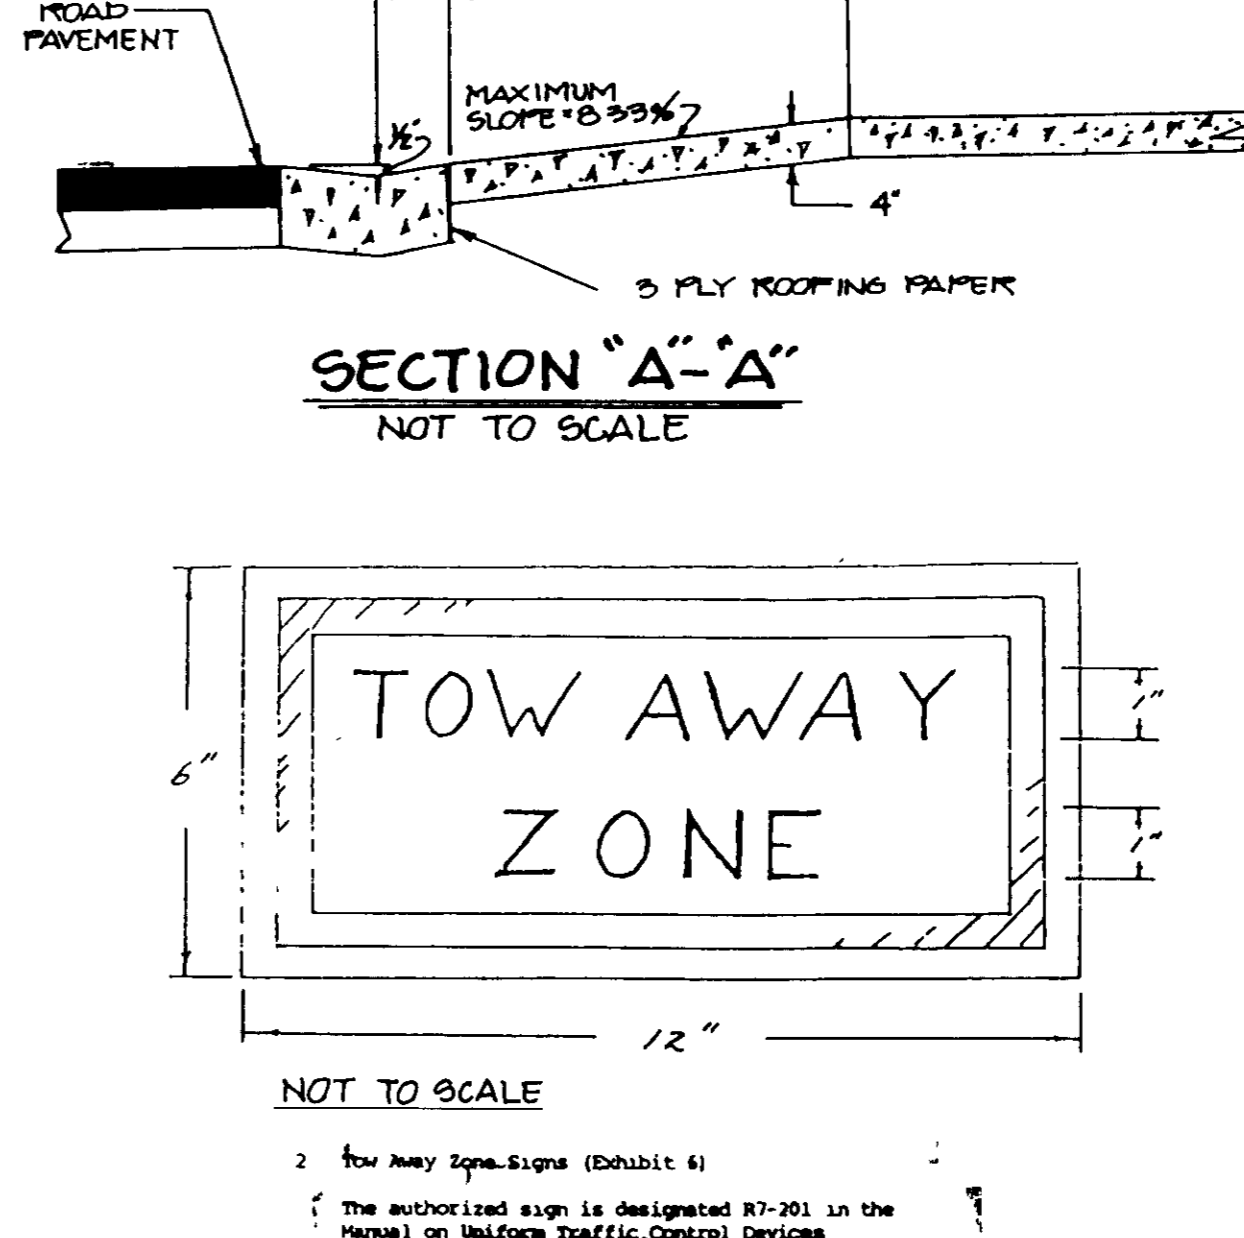 ROAD
PAVEMENT
MAXIMUM
SLOPE=8.33%
½"
4"
3 PLY ROOFING PAPER
SECTION "A"-"A"
NOT TO SCALE
TOW AWAY
ZONE
6"
1"
1"
12"
NOT TO SCALE
2 Tow Away Zone Signs (Exhibit 6)
The authorized sign is designated R7-201 in the
Manual on Uniform Traffic Control Devices